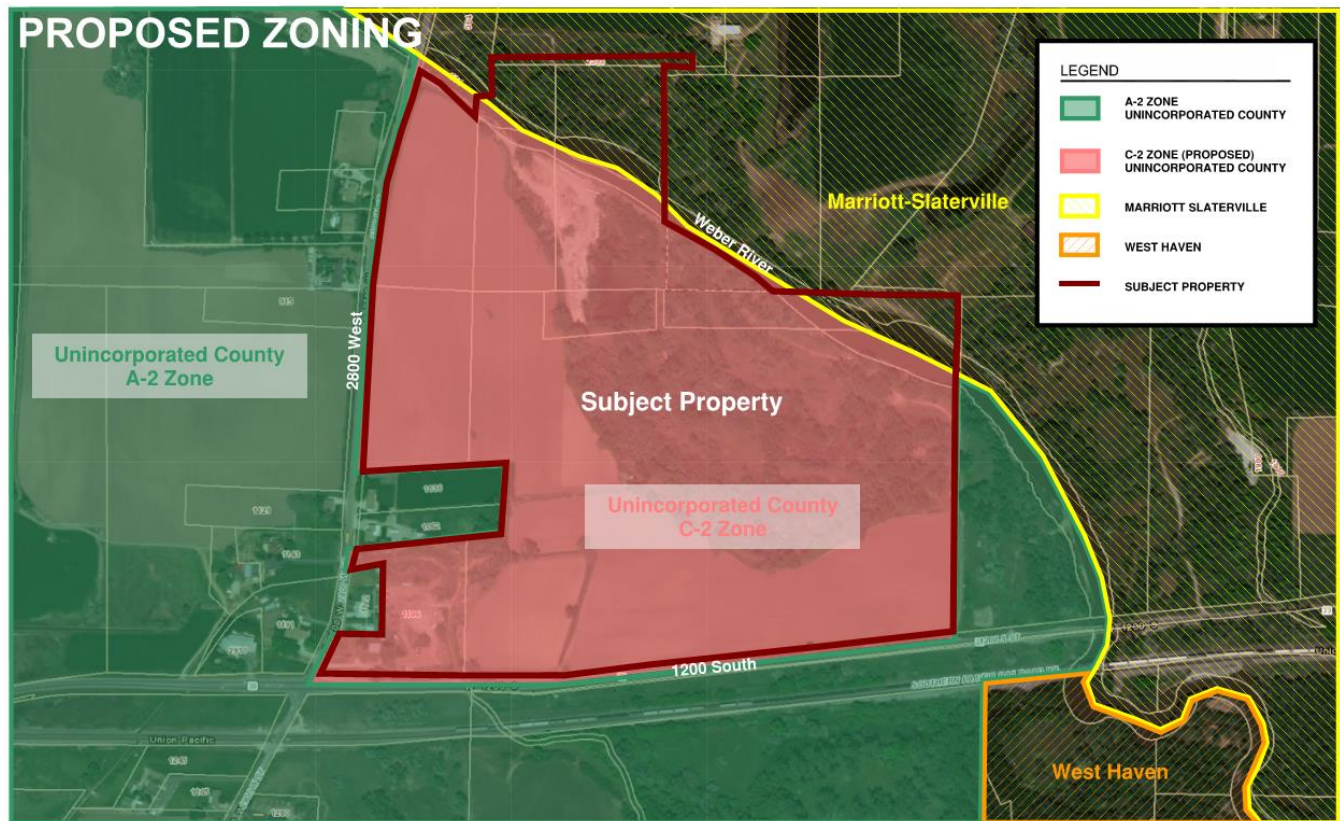 PROPOSED ZONING
LEGEND
A-2 ZONE
UNINCORPORATED COUNTY
C-2 ZONE (PROPOSED)
UNINCORPORATED COUNTY
MARRIOTT SLATERVILLE
WEST HAVEN
SUBJECT PROPERTY
Marriott-Slaterville
Weber River
2800 West
Unincorporated County
A-2 Zone
Subject Property
Unincorporated County
C-2 Zone
1200 South
Union Pacific
West Haven